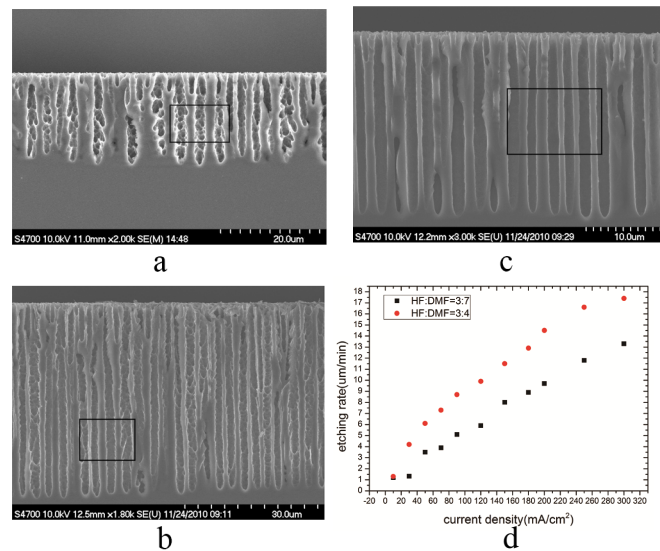 S4700 10.0kV 11.0mm x2.00k SE(M) 14:48
20.0um
a
S4700 10.0kV 12.2mm x3.00k SE(U) 11/24/2010 09:29
10.0um
c
S4700 10.0kV 12.5mm x1.80k SE(U) 11/24/2010 09:11
30.0um
b
HF:DMF=3:7
HF:DMF=3:4
etching rate(um/min)
18
17
16
15
14
13
12
11
10
9
8
7
6
5
4
3
2
1
0
-20 0 20 40 60 80 100 120 140 160 180 200 220 240 260 280 300 320 340
current density(mA/cm²)
d